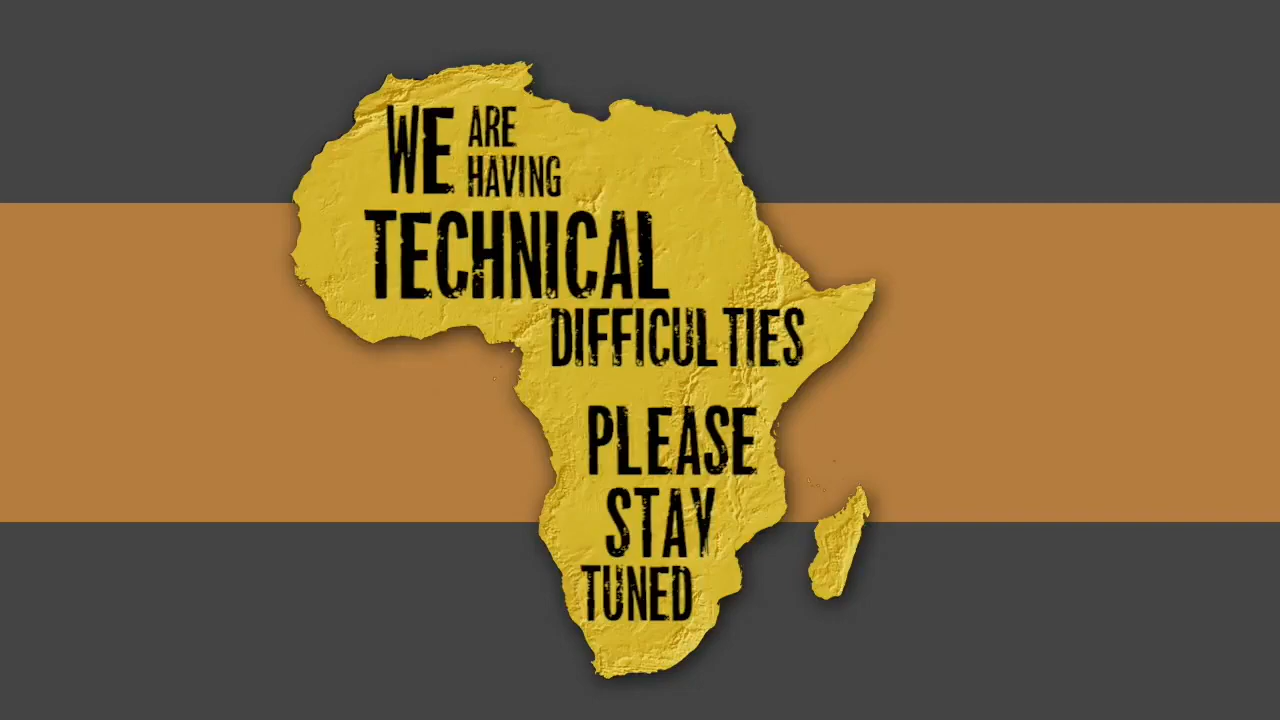 WE ARE
HAVING
TECHNICAL
DIFFICULTIES
PLEASE
STAY
TUNED